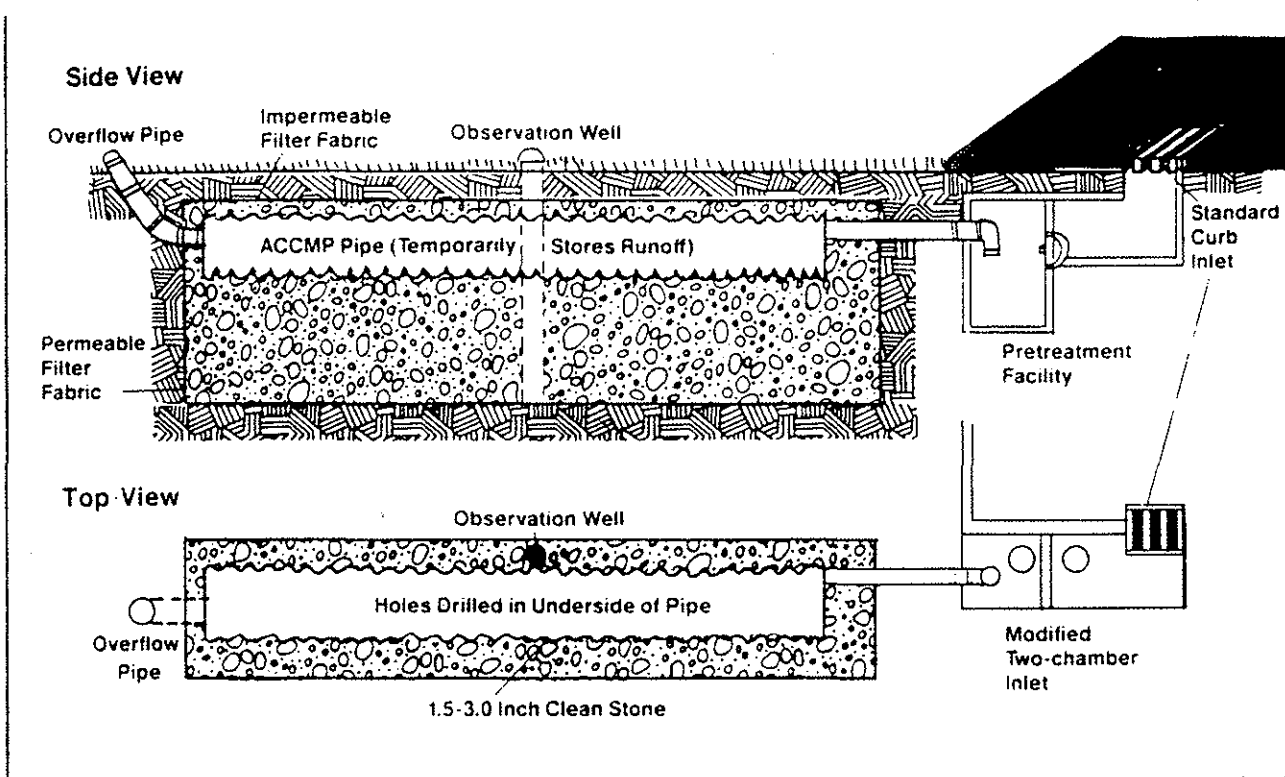 Side View
Overflow Pipe
Impermeable
Filter Fabric
Observation Well
ACCMP Pipe (Temporarily Stores Runoff)
Standard
Curb
Inlet
Permeable
Filter
Fabric
Pretreatment
Facility
Top View
Observation Well
Holes Drilled in Underside of Pipe
Overflow
Pipe
Modified
Two-chamber
Inlet
1.5-3.0 Inch Clean Stone